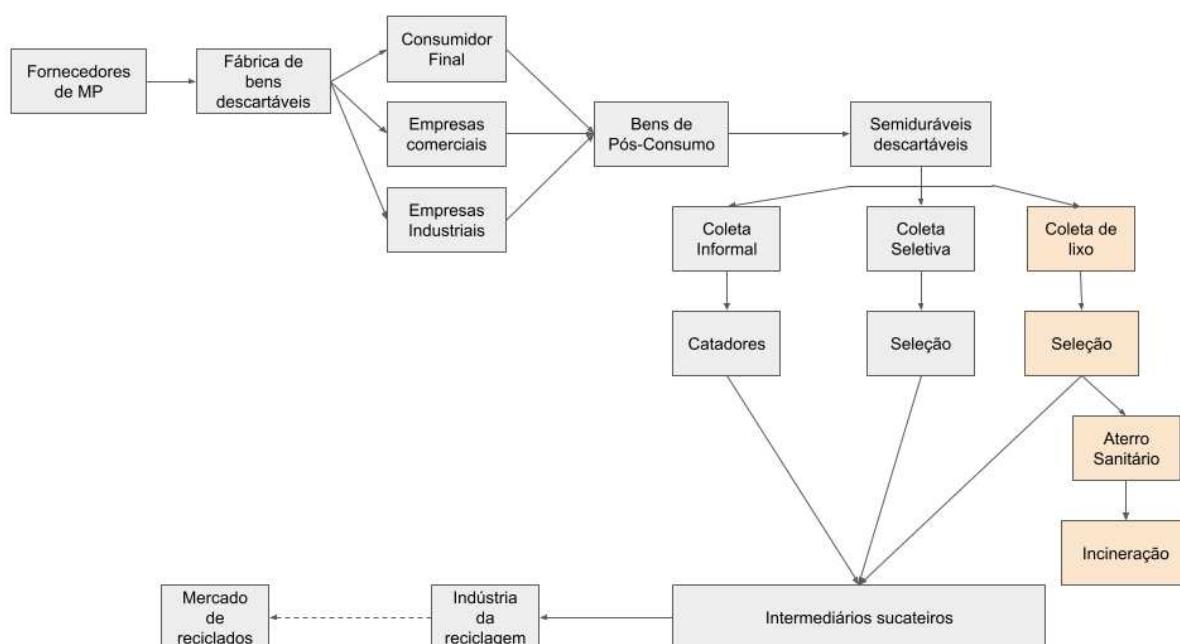 Fornecedores
de MP
Fábrica de
bens
descartáveis
Consumidor
Final
Empresas
comerciais
Empresas
Industriais
Bens de
Pós-Consumo
Semiduráveis
descartáveis
Coleta
Informal
Coleta
Seletiva
Coleta de
lixo
Catadores
Seleção
Seleção
Aterro
Sanitário
Incineração
Intermediários sucateiros
Indústria
da
reciclagem
Mercado
de
reciclados